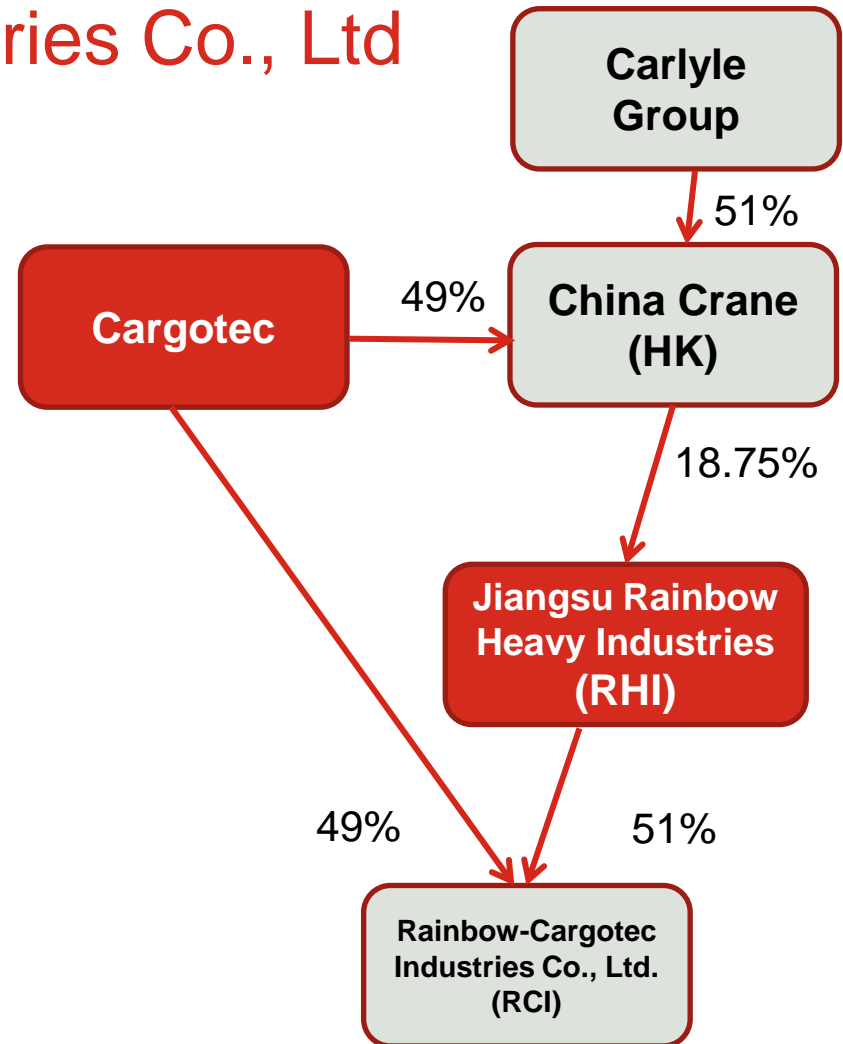 ries Co., Ltd
Carlyle
Group
51%
Cargotec
49%
China Crane
(HK)
18.75%
Jiangsu Rainbow
Heavy Industries
(RHI)
49%
51%
Rainbow-Cargotec
Industries Co., Ltd.
(RCI)